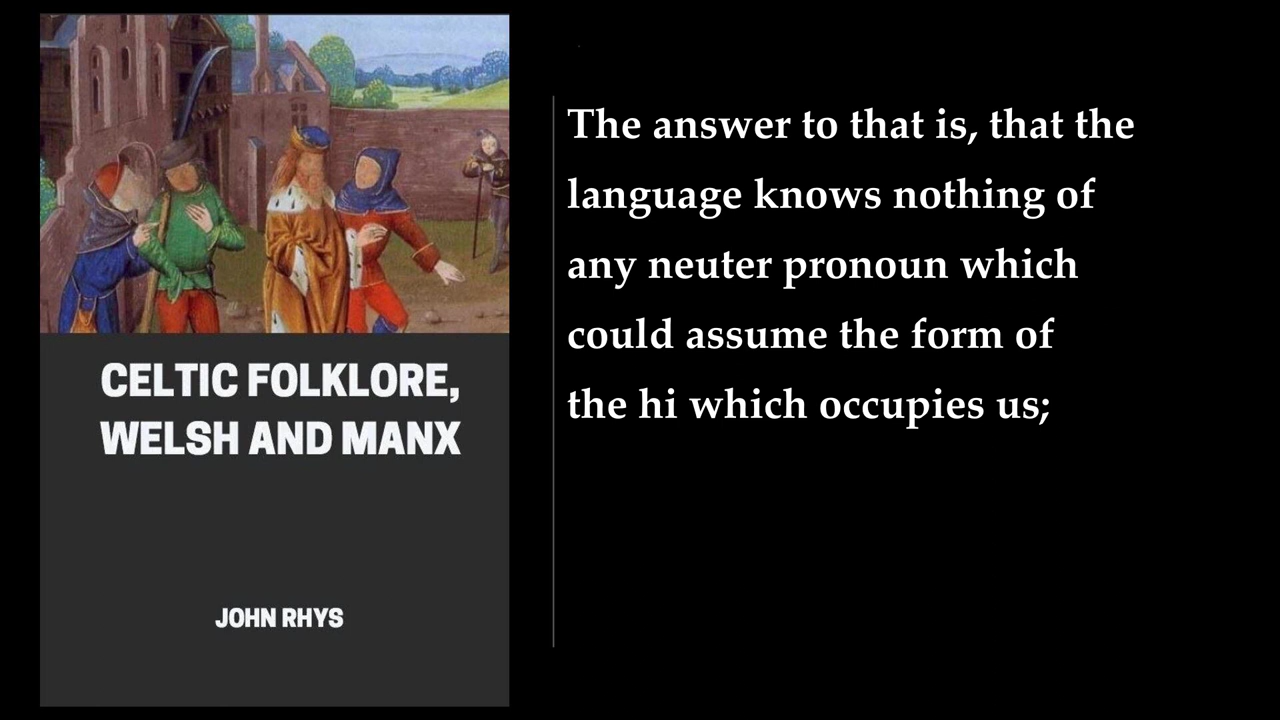 CELTIC FOLKLORE,
WELSH AND MANX
JOHN RHYS
The answer to that is, that the
language knows nothing of
any neuter pronoun which
could assume the form of
the hi which occupies us;